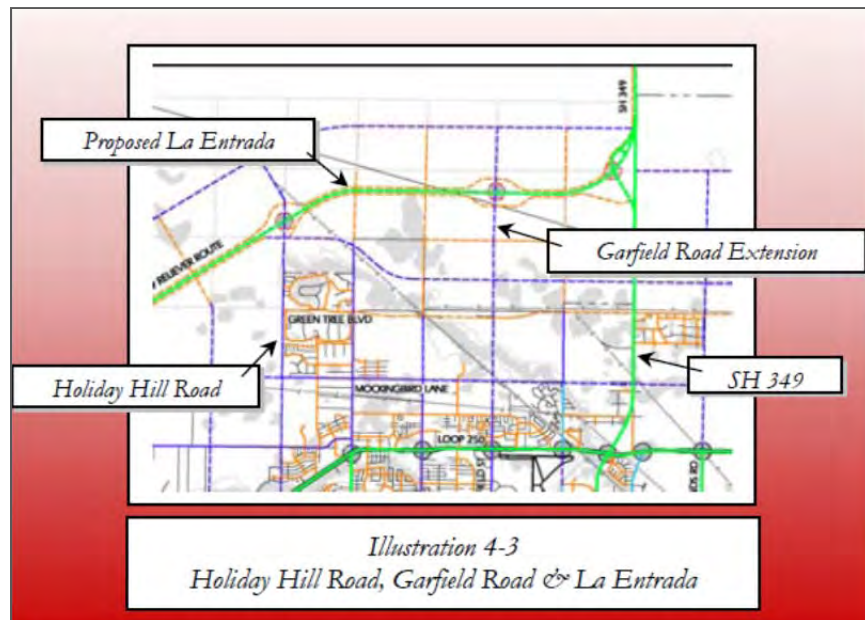 SH 349
Proposed La Entrada
Garfield Road Extension
RELIEVER ROUTE
GREEN TREE BLVD
Holiday Hill Road
SH 349
MOCKINGBIRD LANE
LOOP 250
Illustration 4-3
Holiday Hill Road, Garfield Road & La Entrada